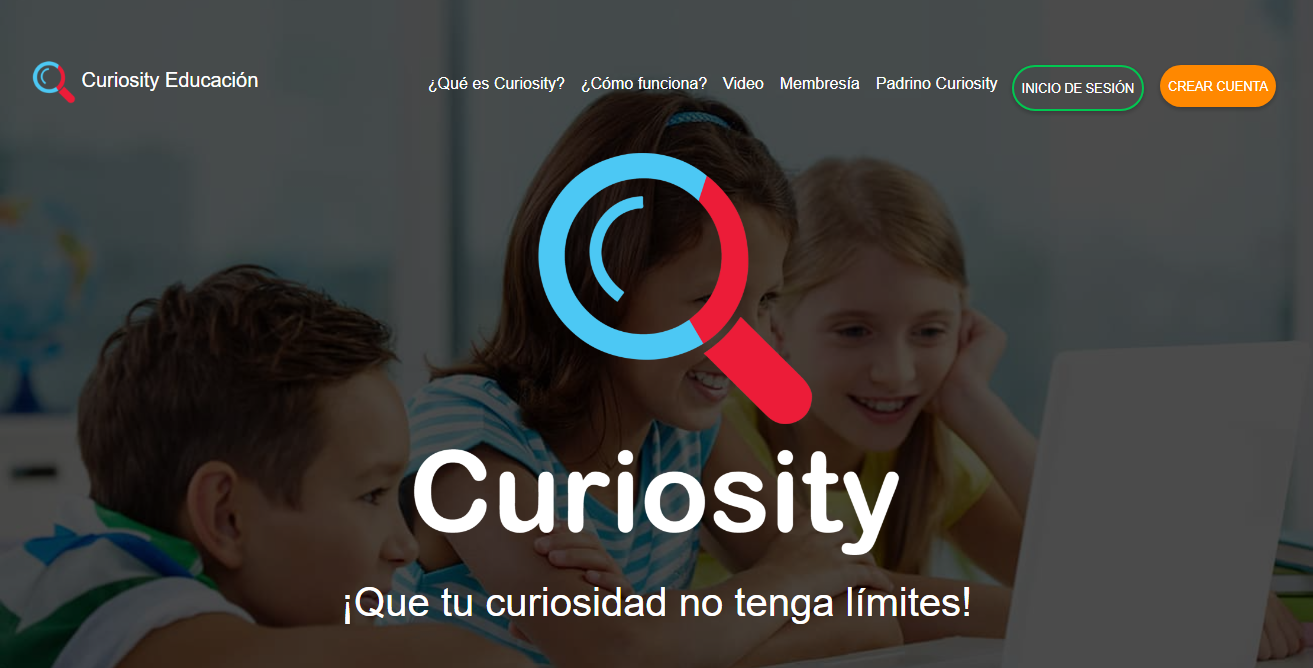 Curiosity Educación
¿Qué es Curiosity? ¿Cómo funciona? Video Membresía Padrino Curiosity INICIO DE SESIÓN CREAR CUENTA
Curiosity
¡Que tu curiosidad no tenga límites!